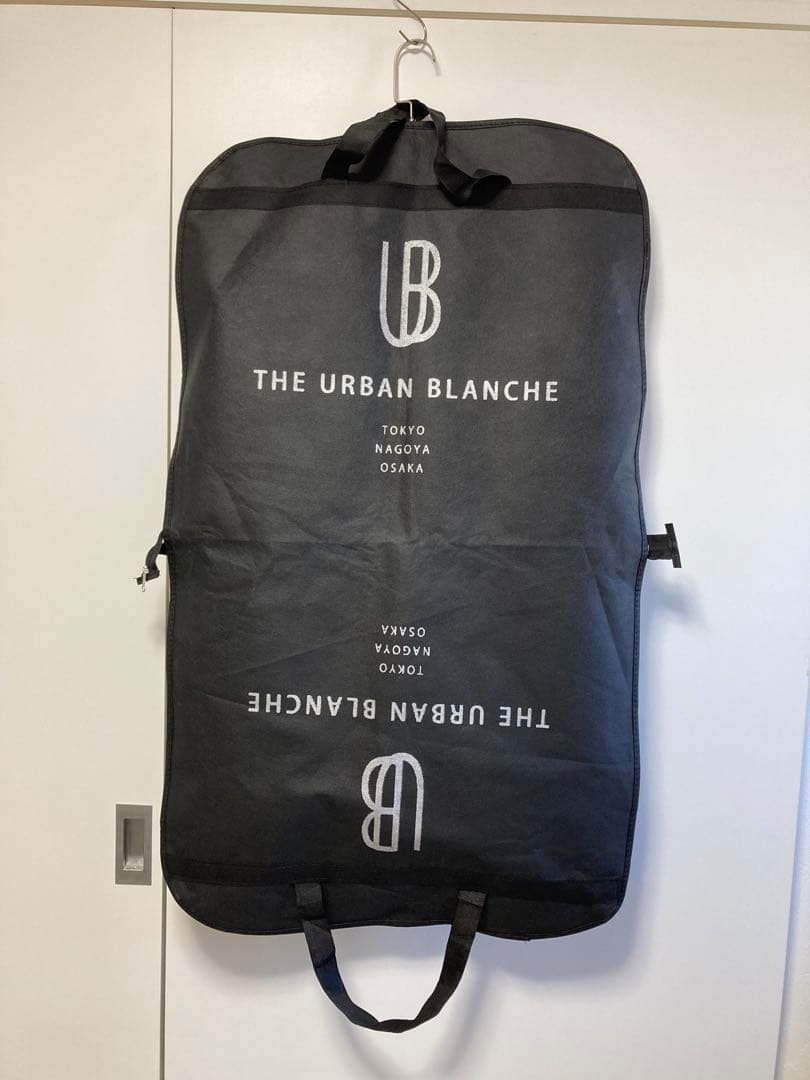 UB
THE URBAN BLANCHE
TOKYO
NAGOYA
OSAKA
OSAKA
NAGOYA
TOKYO
THE URBAN BLANCHE
UB